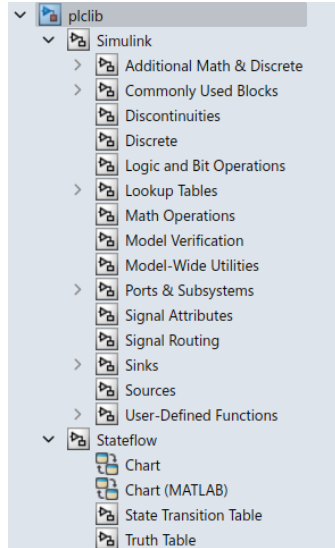 plclib
Simulink
Additional Math & Discrete
Commonly Used Blocks
Discontinuities
Discrete
Logic and Bit Operations
Lookup Tables
Math Operations
Model Verification
Model-Wide Utilities
Ports & Subsystems
Signal Attributes
Signal Routing
Sinks
Sources
User-Defined Functions
Stateflow
Chart
Chart (MATLAB)
State Transition Table
Truth Table